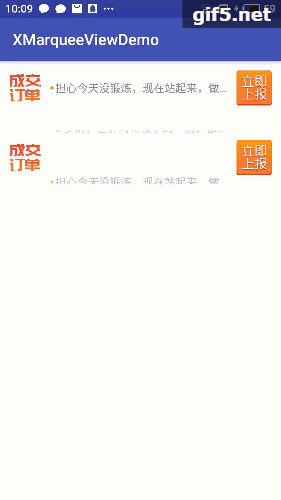 10:09
gif5.net
59
XMarqueeViewDemo
成交
订单
•担心今天没锻炼，现在站起来，做...
立即
上报
成交
订单
立即
上报
•担心今天没锻炼，现在站起来，做